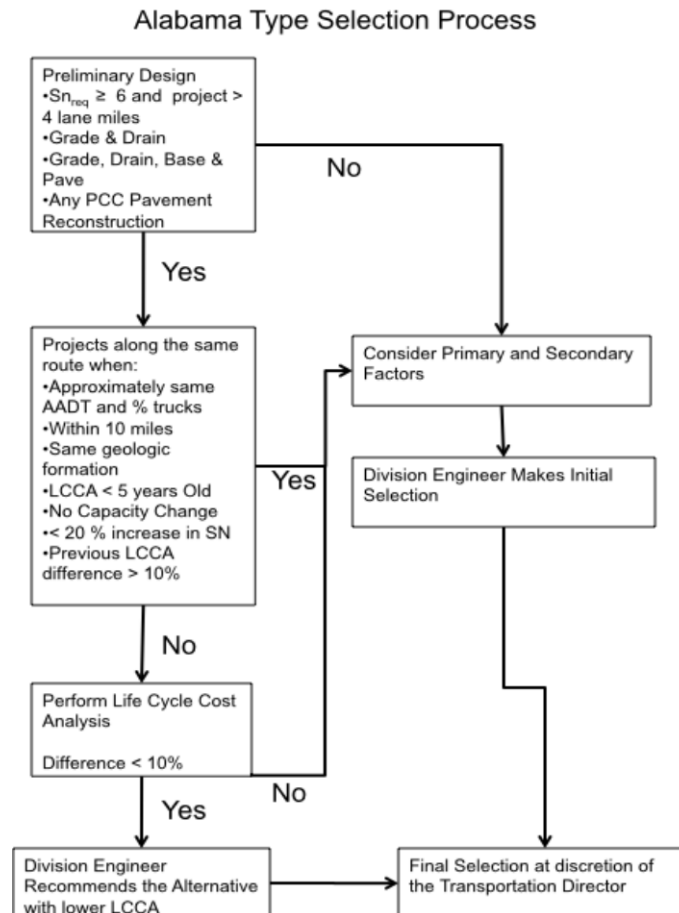 Alabama Type Selection Process
Preliminary Design
•Sn_req ≥ 6 and project >
4 lane miles
•Grade & Drain
•Grade, Drain, Base &
Pave
•Any PCC Pavement
Reconstruction
No
Yes
Projects along the same
route when:
•Approximately same
AADT and % trucks
•Within 10 miles
•Same geologic
formation
•LCCA < 5 years Old
•No Capacity Change
•< 20 % increase in SN
•Previous LCCA
difference > 10%
Yes
Consider Primary and Secondary
Factors
Division Engineer Makes Initial
Selection
No
Perform Life Cycle Cost
Analysis
Difference < 10%
No
Yes
Division Engineer
Recommends the Alternative
with lower LCCA
Final Selection at discretion of
the Transportation Director